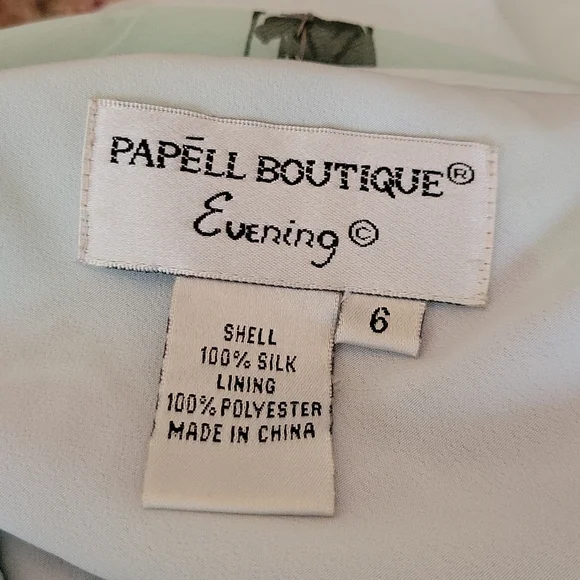 PAPĒLL BOUTIQUE®
Evening ©
6
SHELL
100% SILK
LINING
100% POLYESTER
MADE IN CHINA